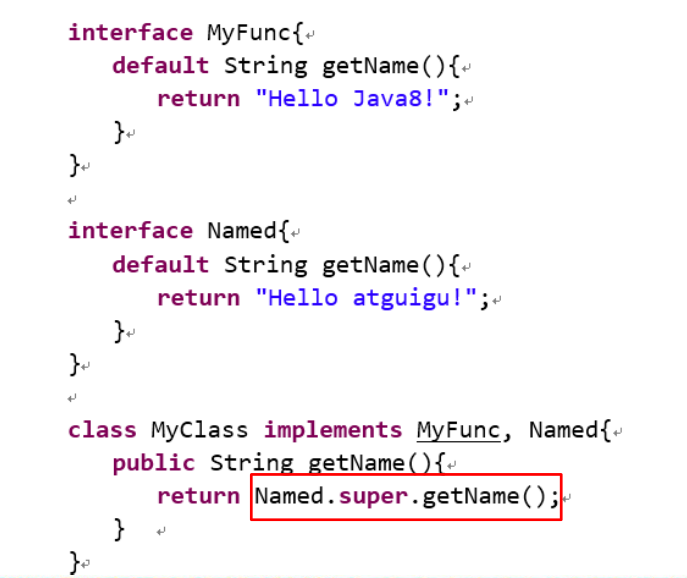 interface MyFunc{
    default String getName(){
        return "Hello Java8!";
    }
}

interface Named{
    default String getName(){
        return "Hello atguigu!";
    }
}

class MyClass implements MyFunc, Named{
    public String getName(){
        return Named.super.getName();
    }
}